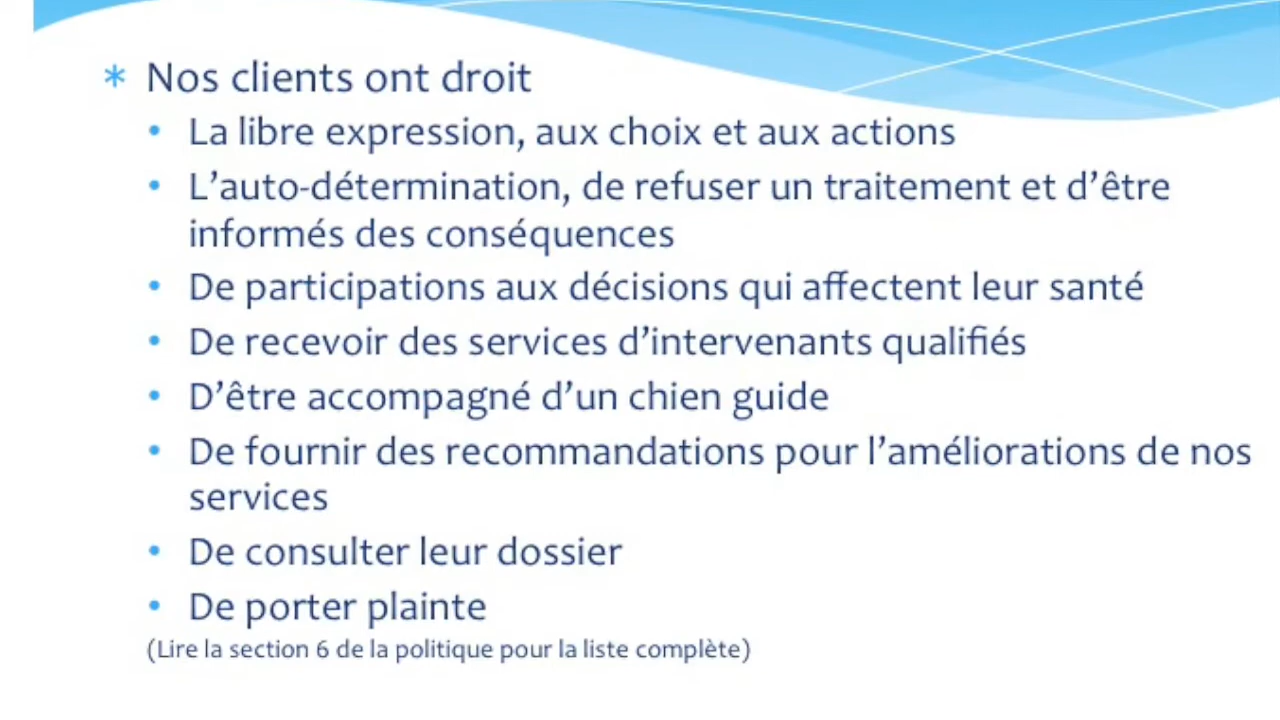 * Nos clients ont droit
• La libre expression, aux choix et aux actions
• L’auto-détermination, de refuser un traitement et d’être
informés des conséquences
• De participations aux décisions qui affectent leur santé
• De recevoir des services d’intervenants qualifiés
• D’être accompagné d’un chien guide
• De fournir des recommandations pour l’améliorations de nos
services
• De consulter leur dossier
• De porter plainte
(Lire la section 6 de la politique pour la liste complète)